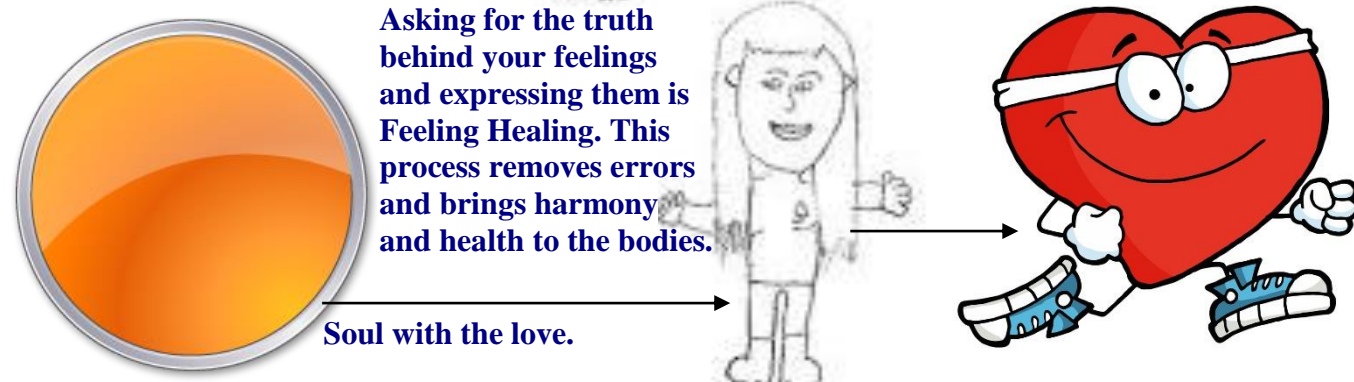 Asking for the truth
behind your feelings
and expressing them is
Feeling Healing. This
process removes errors
and brings harmony
and health to the bodies.
Soul with the love.